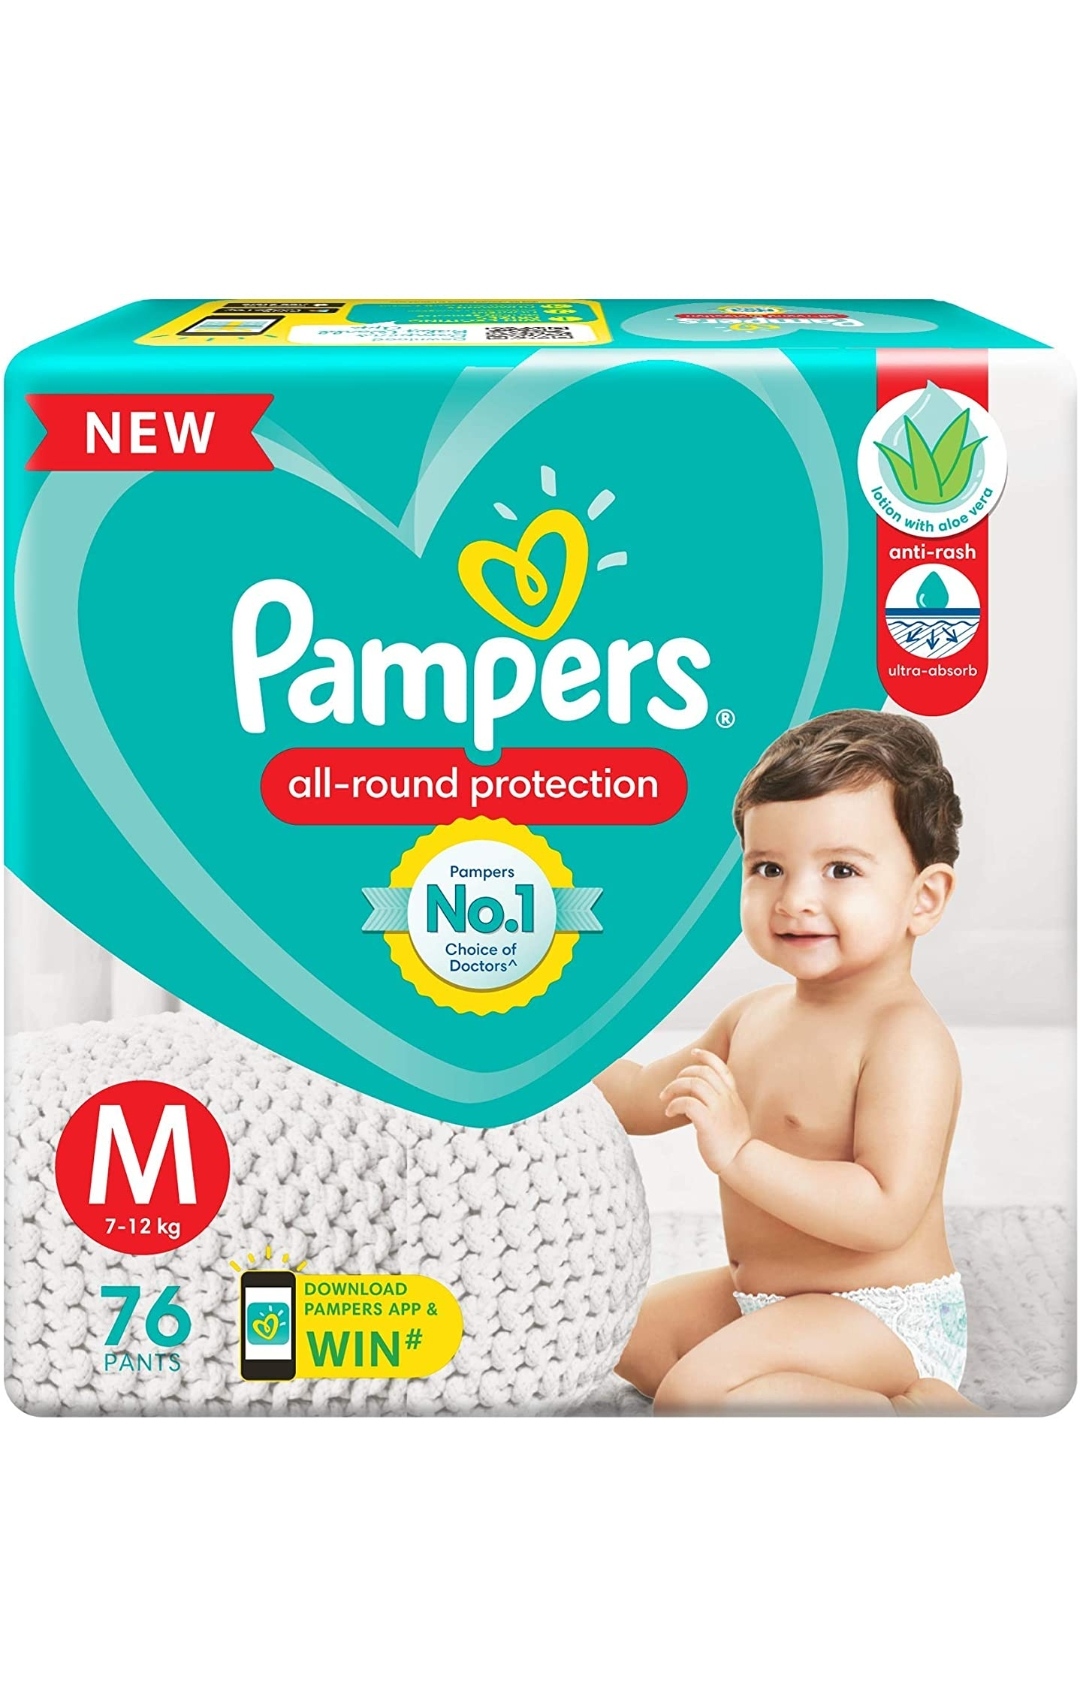 Pampers
NEW
lotion with aloe vera
anti-rash
ultra-absorb
Pampers®
all-round protection
Pampers
No.1
Choice of
Doctors^
M
7-12 kg
76
PANTS
DOWNLOAD
PAMPERS APP &
WIN#